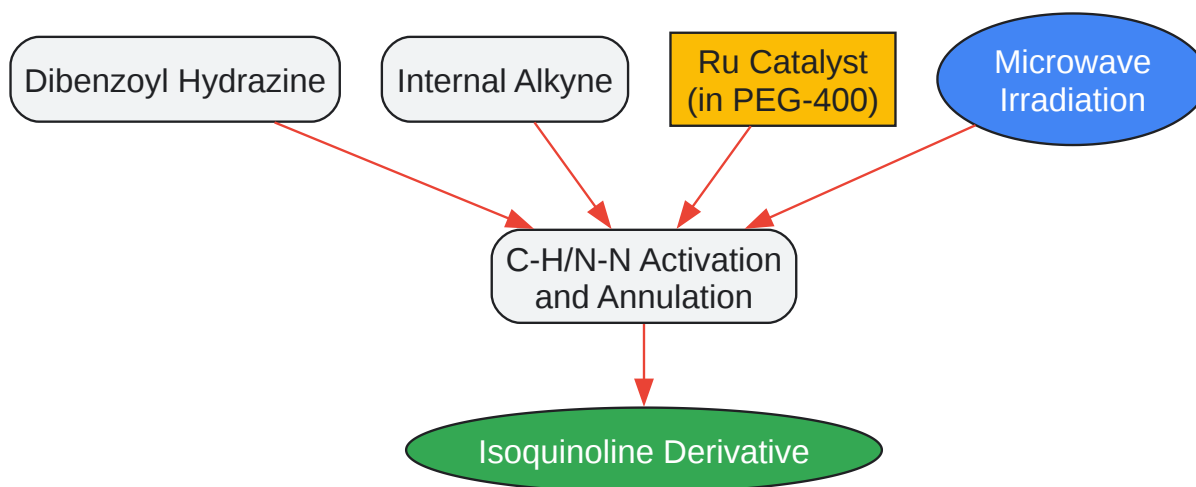 Dibenzoyl Hydrazine
Internal Alkyne
Ru Catalyst
(in PEG-400)
Microwave
Irradiation
C-H/N-N Activation
and Annulation
Isoquinoline Derivative